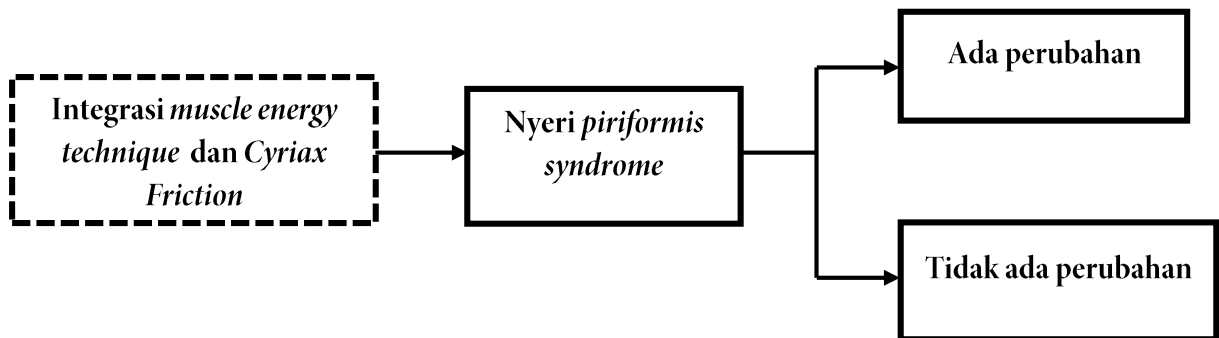 Integrasi muscle energy
technique dan Cyriax
Friction
Nyeri piriformis
syndrome
Ada perubahan
Tidak ada perubahan